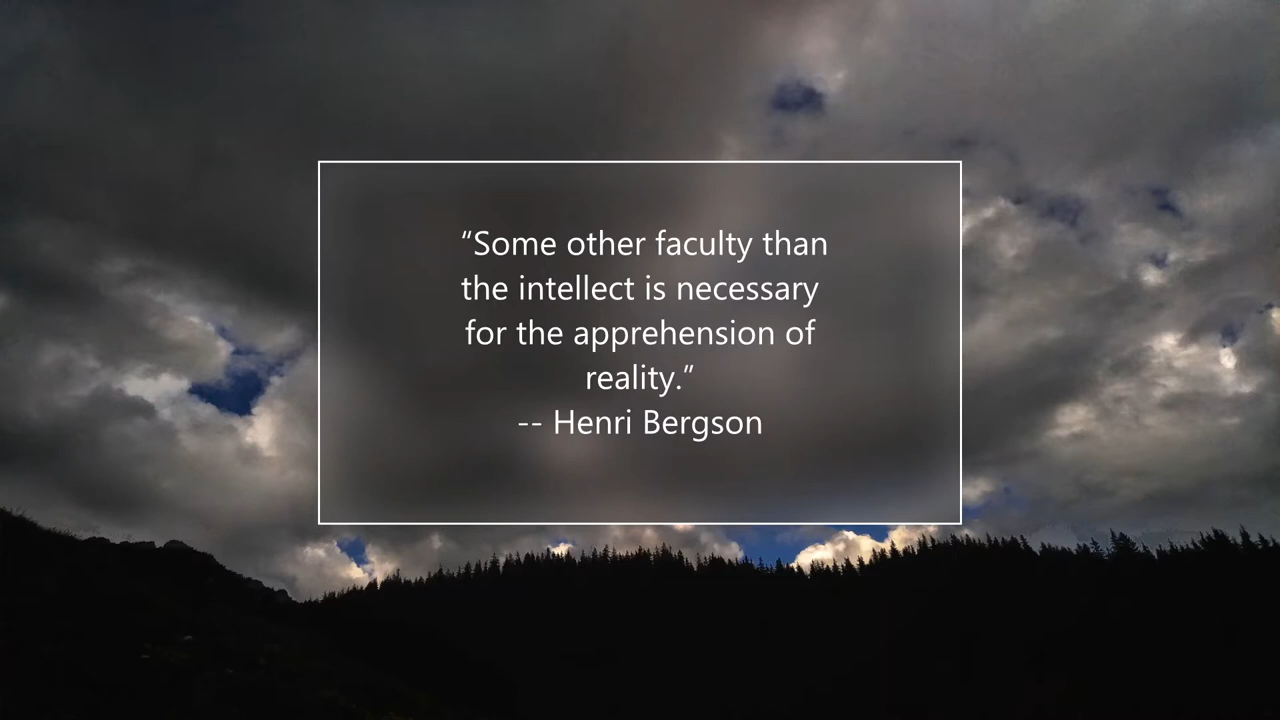 “Some other faculty than
the intellect is necessary
for the apprehension of
reality.”
-- Henri Bergson